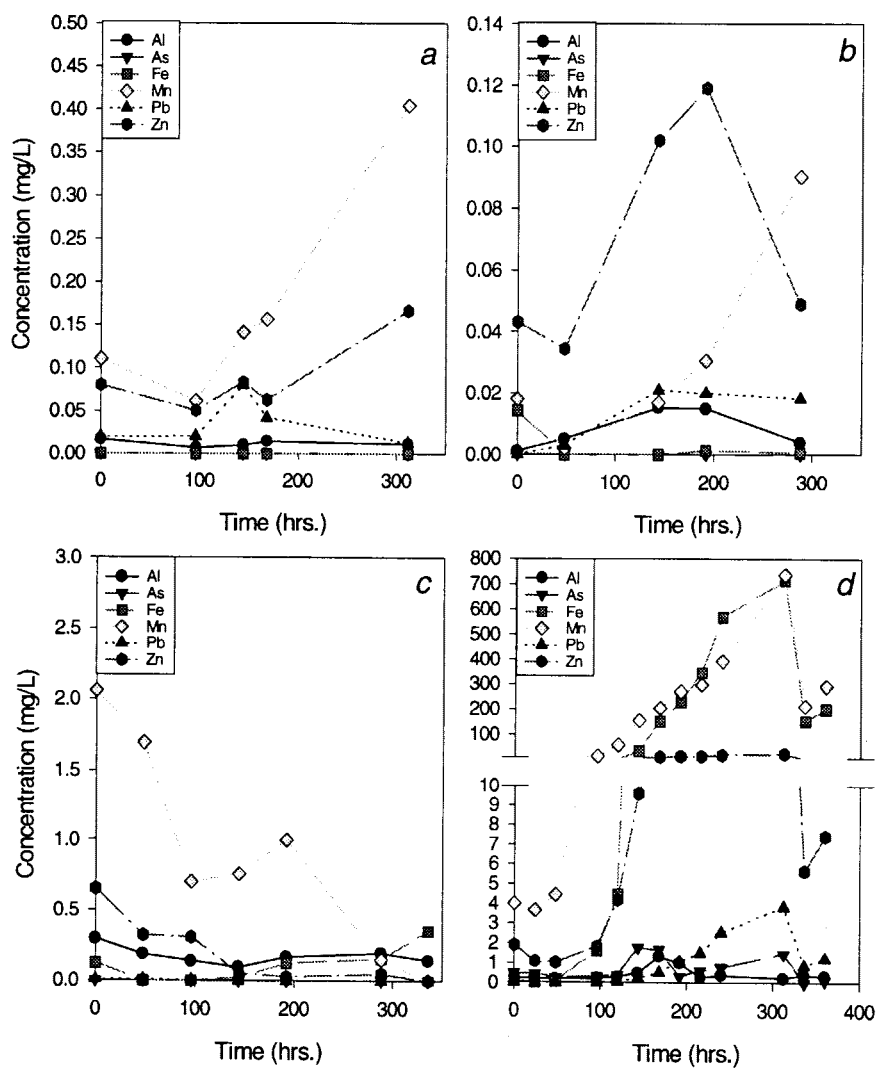 a
0.50
0.45
0.40
0.35
0.30
0.25
0.20
0.15
0.10
0.05
0.00
Al
As
Fe
Mn
Pb
Zn
0
100
200
300
Concentration (mg/L)
Time (hrs.)
b
0.14
0.12
0.10
0.08
0.06
0.04
0.02
0.00
Al
As
Fe
Mn
Pb
Zn
0
100
200
300
Time (hrs.)
c
3.0
2.5
2.0
1.5
1.0
0.5
0.0
Al
As
Fe
Mn
Pb
Zn
0
100
200
300
Concentration (mg/L)
Time (hrs.)
d
800
700
600
500
400
300
200
100
10
9
8
7
6
5
4
3
2
1
0
Al
As
Fe
Mn
Pb
Zn
0
100
200
300
400
Time (hrs.)